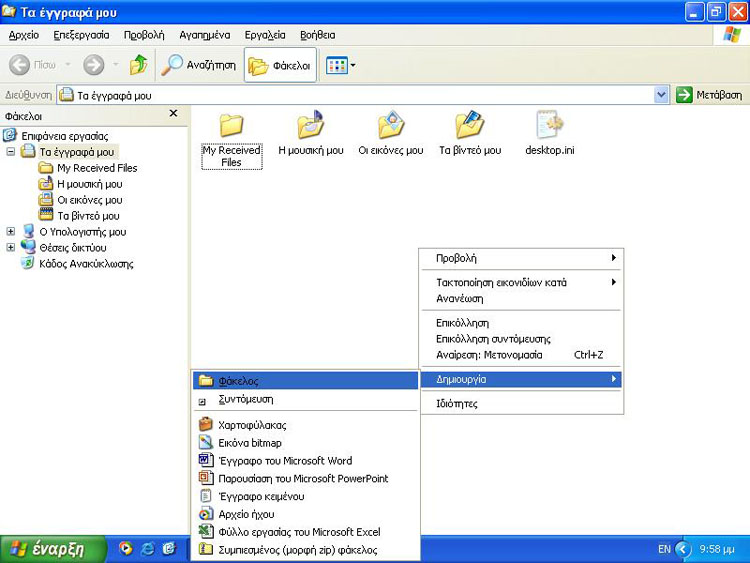 Τα έγγραφά μου
Αρχείο Επεξεργασία Προβολή Αγαπημένα Εργαλεία Βοήθεια
Πίσω Αναζήτηση Φάκελοι
Διεύθυνση Τα έγγραφά μου Μετάβαση
Φάκελοι
Επιφάνεια εργασίας
Τα έγγραφά μου
My Received Files
Η μουσική μου
Οι εικόνες μου
Τα βίντεό μου
Ο Υπολογιστής μου
Θέσεις δικτύου
Κάδος Ανακύκλωσης
My Received
Files
Η μουσική μου
Οι εικόνες μου
Τα βίντεό μου
desktop.ini
Προβολή
Τακτοποίηση εικονιδίων κατά
Ανανέωση
Επικόλληση
Επικόλληση συντόμευσης
Αναίρεση: Μετονομασία Ctrl+Z
Δημιουργία
Ιδιότητες
Φάκελος
Συντόμευση
Χαρτοφύλακας
Εικόνα bitmap
Έγγραφο του Microsoft Word
Παρουσίαση του Microsoft PowerPoint
Έγγραφο κειμένου
Αρχείο ήχου
Φύλλο εργασίας του Microsoft Excel
Συμπιεσμένος (μορφή zip) φάκελος
έναρξη EN 9:58 μμ